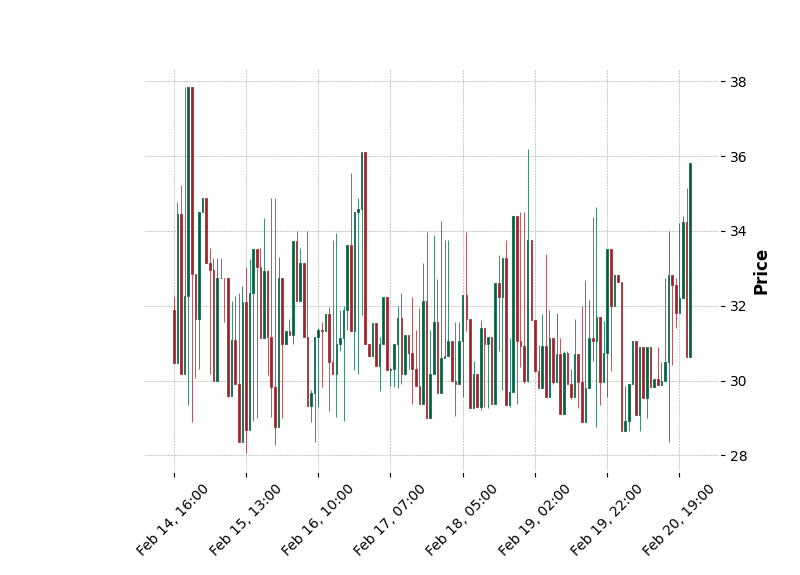 38
36
34
32
30
28
Price
Feb 14, 16:00
Feb 15, 13:00
Feb 16, 10:00
Feb 17, 07:00
Feb 18, 05:00
Feb 19, 02:00
Feb 19, 22:00
Feb 20, 19:00